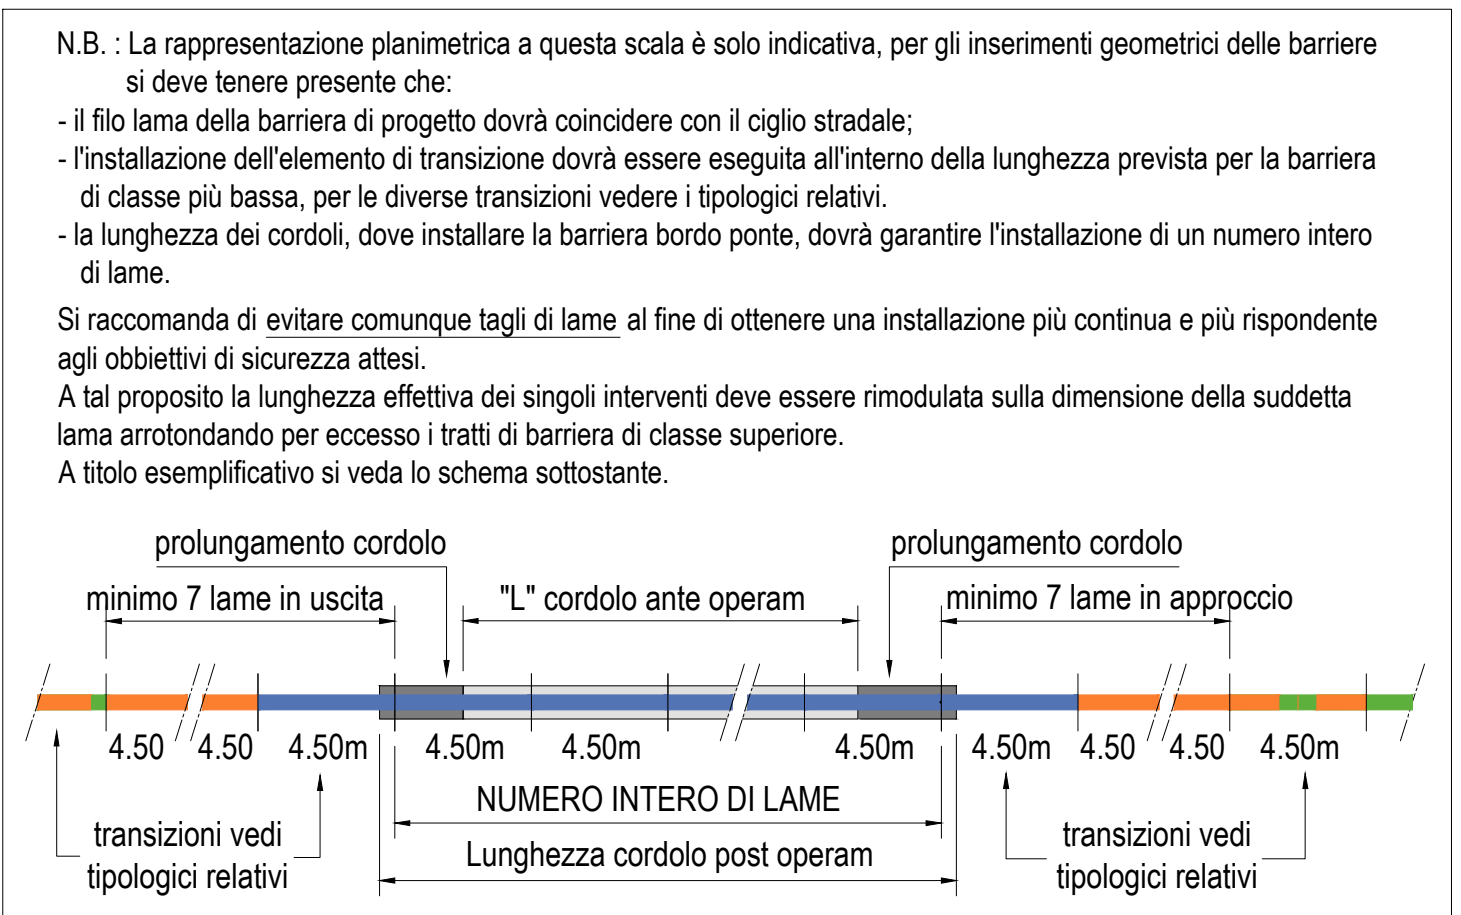 N.B. : La rappresentazione planimetrica a questa scala è solo indicativa, per gli inserimenti geometrici delle barriere
si deve tenere presente che:
- il filo lama della barriera di progetto dovrà coincidere con il ciglio stradale;
- l'installazione dell'elemento di transizione dovrà essere eseguita all'interno della lunghezza prevista per la barriera
di classe più bassa, per le diverse transizioni vedere i tipologici relativi.
- la lunghezza dei cordoli, dove installare la barriera bordo ponte, dovrà garantire l'installazione di un numero intero
di lame.
Si raccomanda di evitare comunque tagli di lame al fine di ottenere una installazione più continua e più rispondente
agli obbiettivi di sicurezza attesi.
A tal proposito la lunghezza effettiva dei singoli interventi deve essere rimodulata sulla dimensione della suddetta
lama arrotondando per eccesso i tratti di barriera di classe superiore.
A titolo esemplificativo si veda lo schema sottostante.
prolungamento cordolo prolungamento cordolo
minimo 7 lame in uscita "L" cordolo ante operam minimo 7 lame in approccio
4.50 4.50 4.50m 4.50m 4.50m 4.50m 4.50m 4.50 4.50 4.50m
NUMERO INTERO DI LAME
Lunghezza cordolo post operam
transizioni vedi
tipologici relativi
transizioni vedi
tipologici relativi